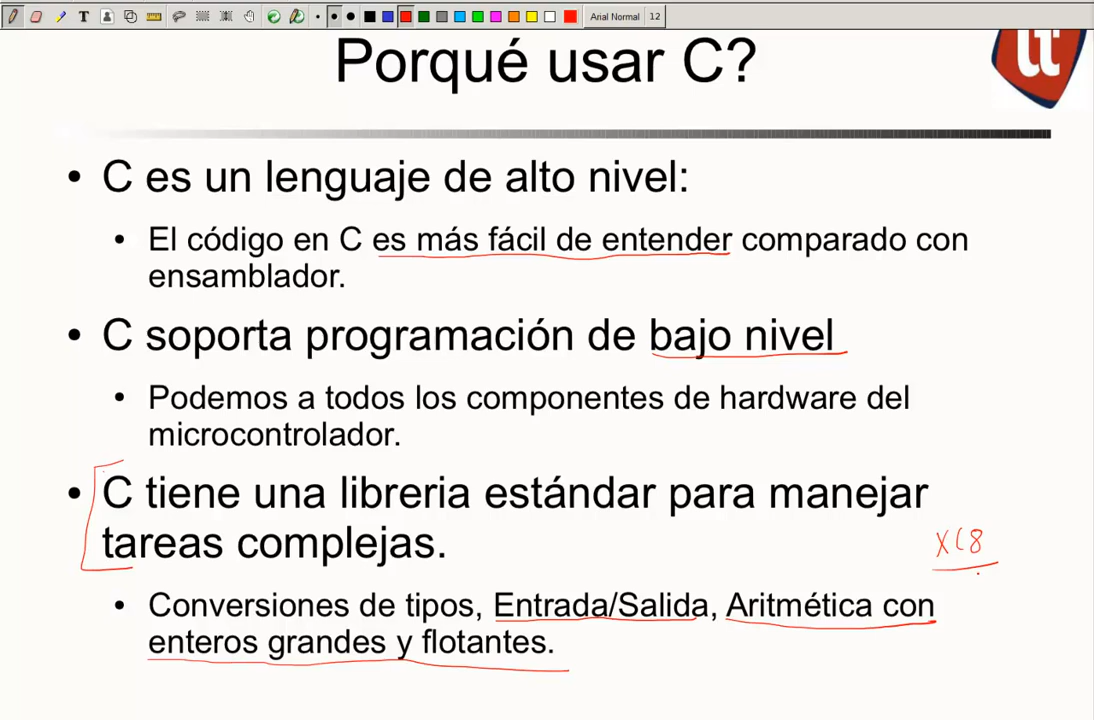 Arial Normal 12
Porqué usar C?
• C es un lenguaje de alto nivel:
• El código en C es más fácil de entender comparado con
ensamblador.
• C soporta programación de bajo nivel
• Podemos a todos los componentes de hardware del
microcontrolador.
• C tiene una libreria estándar para manejar
tareas complejas.
XC8
• Conversiones de tipos, Entrada/Salida, Aritmética con
enteros grandes y flotantes.